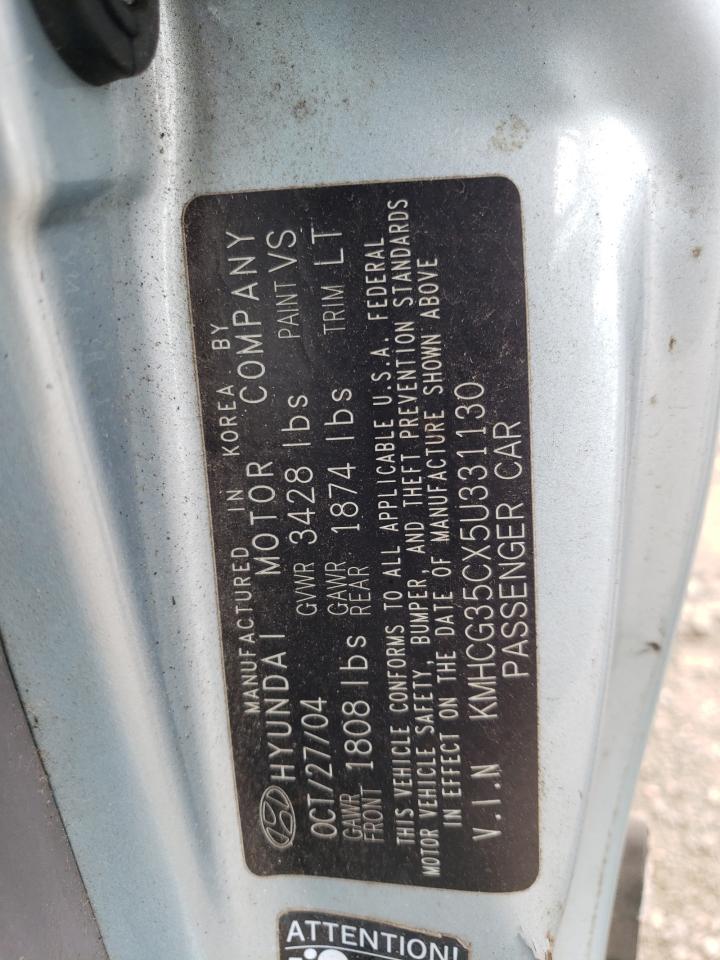 MANUFACTURED IN KOREA BY
HYUNDAI MOTOR COMPANY
OCT/27/04 GVWR 3428 lbs PAINT VS
GAWR FRONT 1808 lbs GAWR REAR 1874 lbs TRIM LT
THIS VEHICLE CONFORMS TO ALL APPLICABLE U.S.A. FEDERAL
MOTOR VEHICLE SAFETY, BUMPER, AND THEFT PREVENTION STANDARDS
IN EFFECT ON THE DATE OF MANUFACTURE SHOWN ABOVE
V.I.N KMHCG35CX5U331130
PASSENGER CAR
ATTENTION!